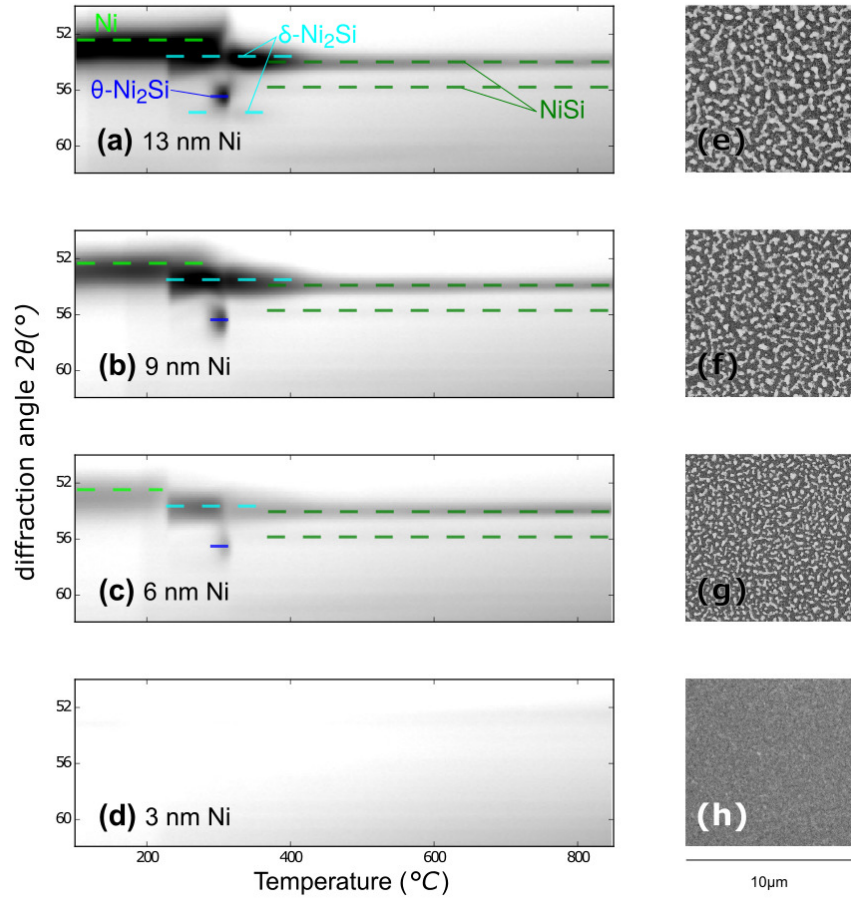 52
56
60
Ni
δ-Ni₂Si
θ-Ni₂Si
NiSi
(a) 13 nm Ni
(e)
52
56
60
(b) 9 nm Ni
(f)
diffraction angle 2θ(°)
52
56
60
(c) 6 nm Ni
(g)
52
56
60
(d) 3 nm Ni
(h)
200
400
600
800
Temperature (°C)
10μm